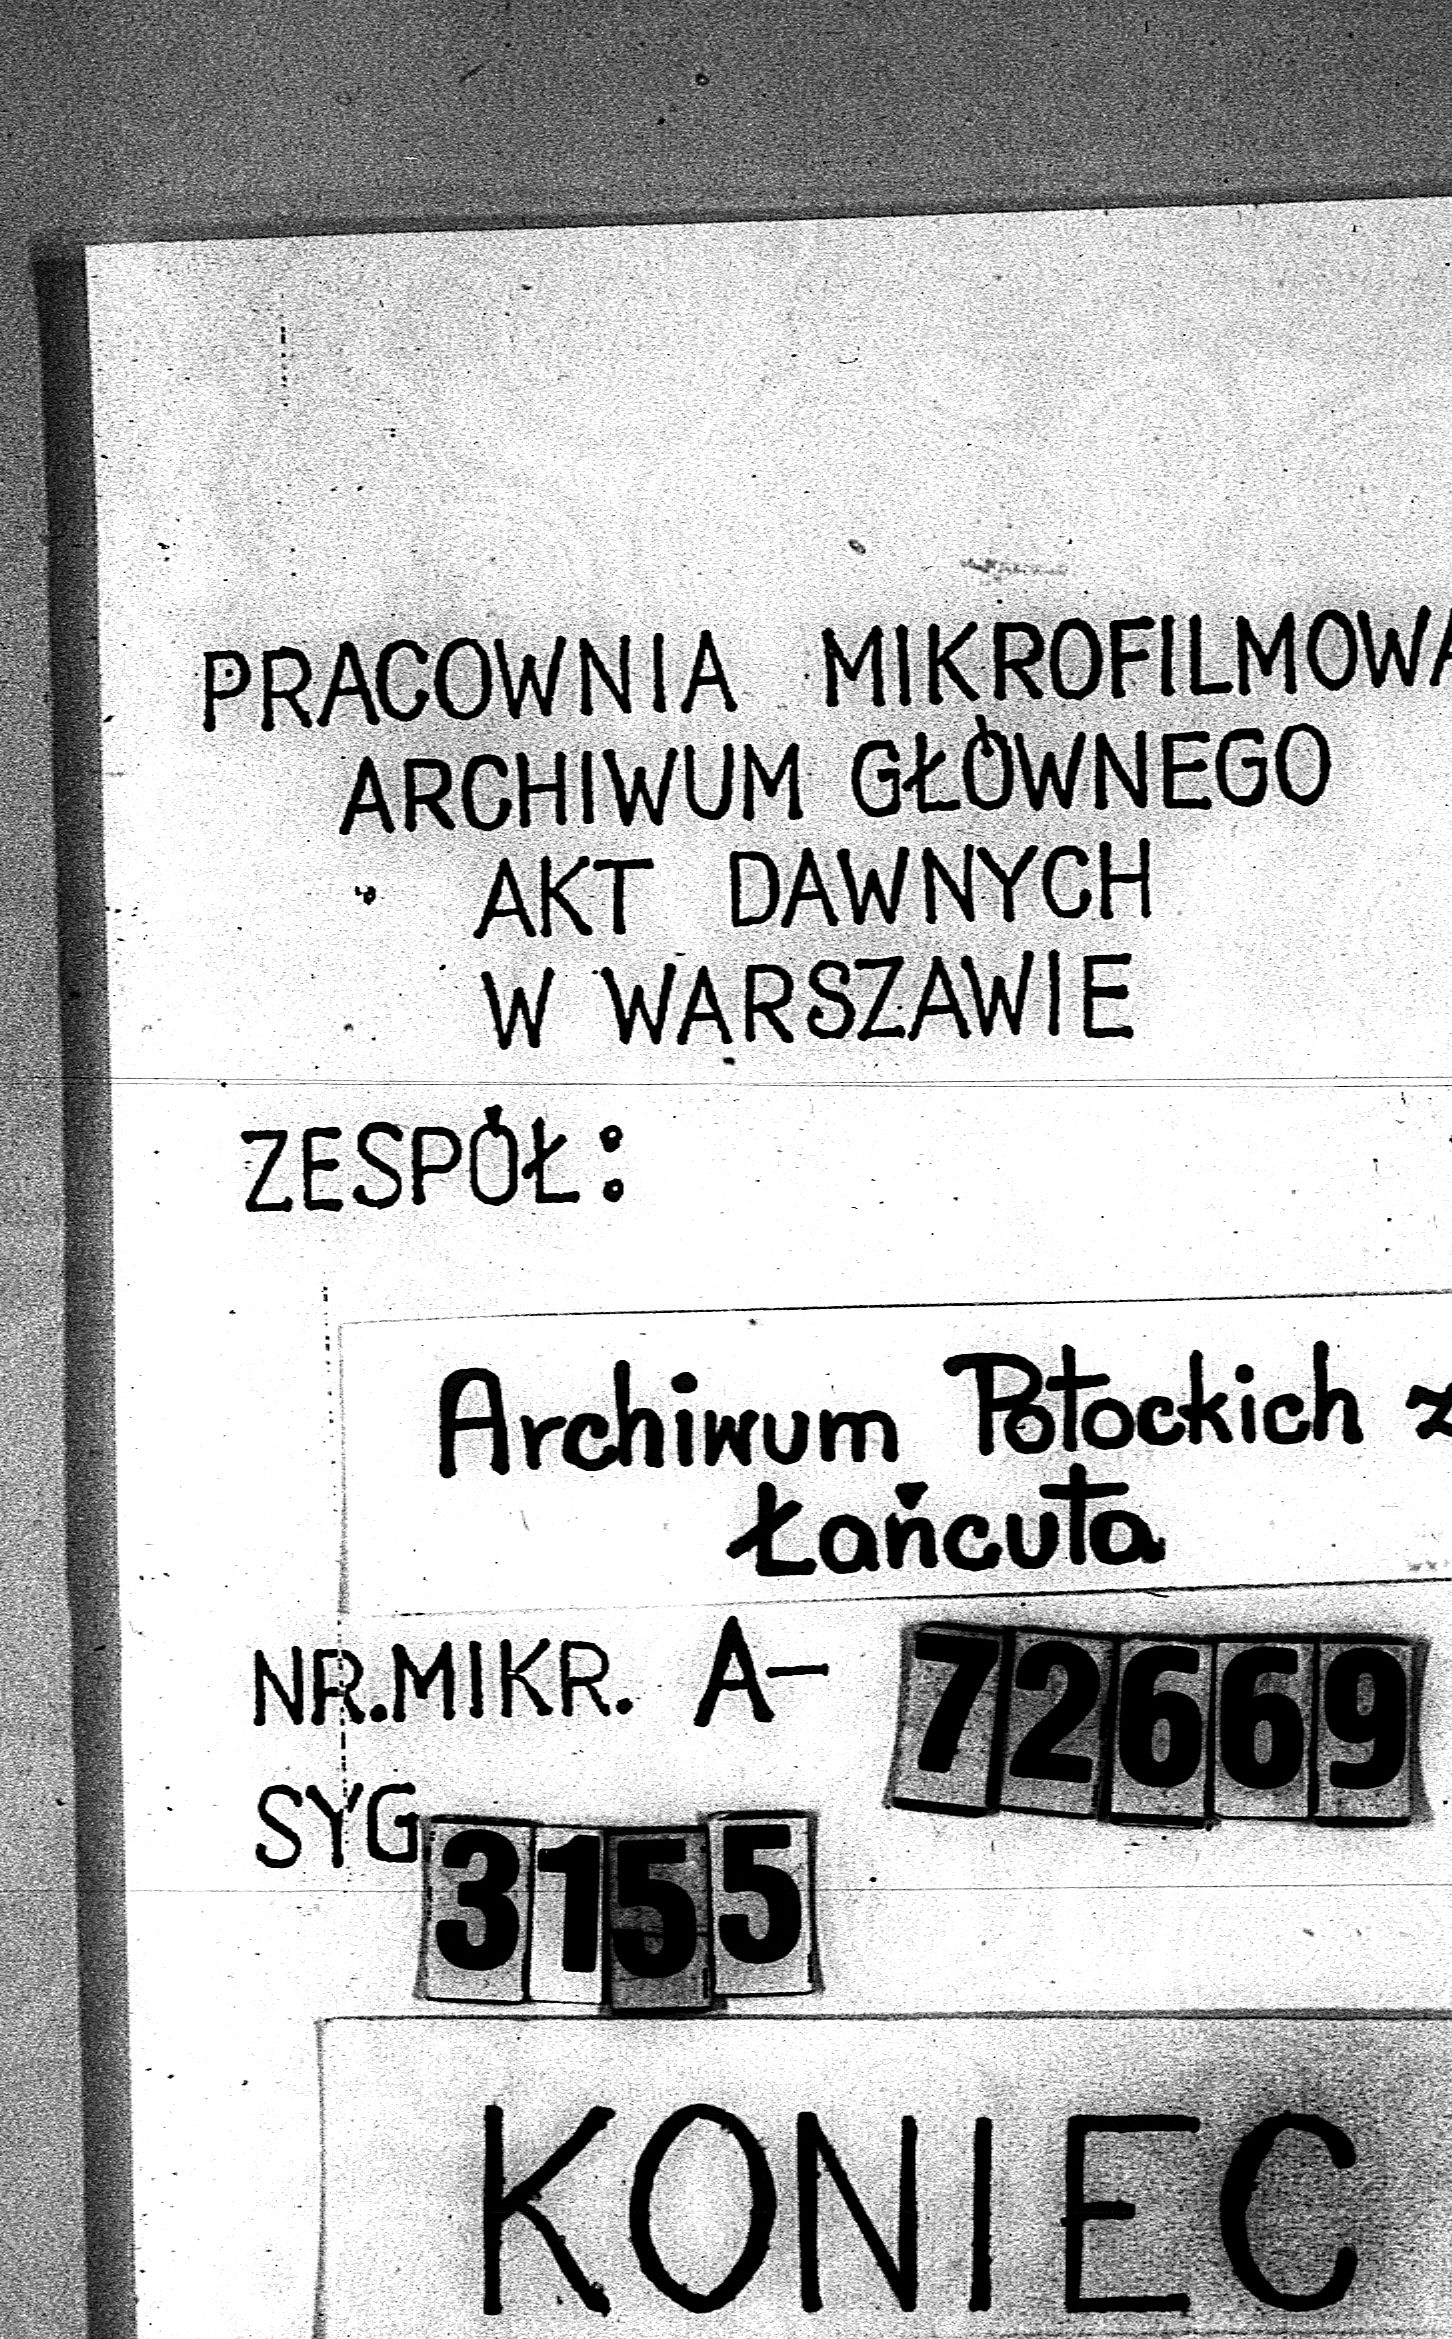 PRACOWNIA MIKROFILMOWA
ARCHIWUM GŁÓWNEGO
AKT DAWNYCH
W WARSZAWIE
ZESPÓŁ:
Archiwum Potockich z
Łańcuta
NR.MIKR. A- 72669
SYG 3155
KONIEC